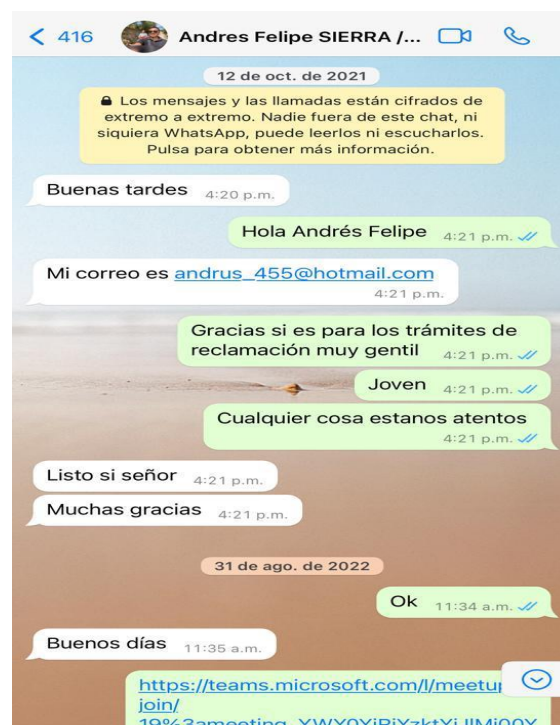 416
Andres Felipe SIERRA /...
12 de oct. de 2021
Los mensajes y las llamadas están cifrados de
extremo a extremo. Nadie fuera de este chat, ni
siquiera WhatsApp, puede leerlos ni escucharlos.
Pulsa para obtener más información.
Buenas tardes 4:20 p.m.
Hola Andrés Felipe 4:21 p.m.
Mi correo es andrus_455@hotmail.com
4:21 p.m.
Gracias si es para los trámites de
reclamación muy gentil 4:21 p.m.
Joven 4:21 p.m.
Cualquier cosa estanos atentos
4:21 p.m.
Listo si señor 4:21 p.m.
Muchas gracias 4:21 p.m.
31 de ago. de 2022
Ok 11:34 a.m.
Buenos días 11:35 a.m.
https://teams.microsoft.com/l/meetup
join/